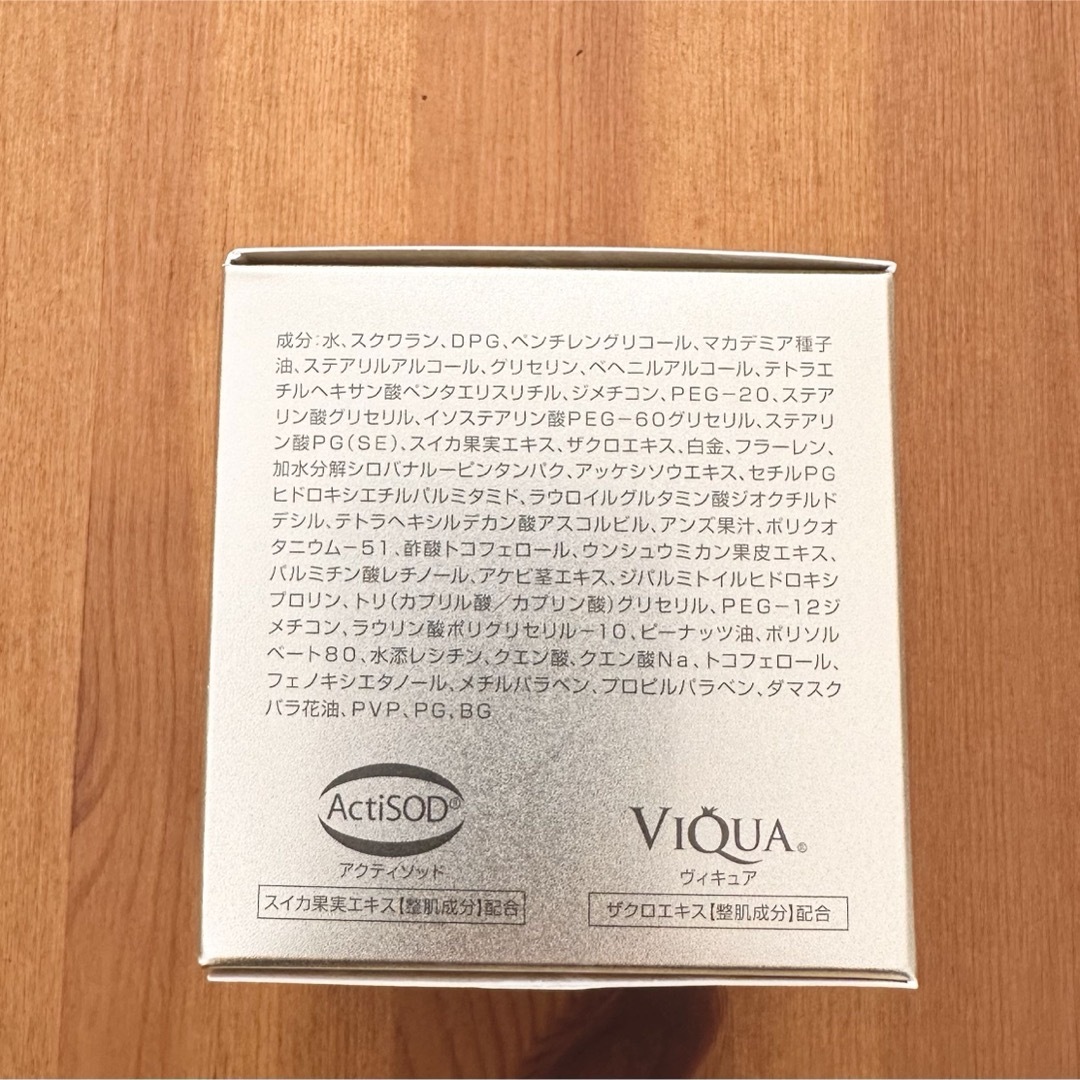 成分:水、スクワラン、DPG、ペンチレングリコール、マカデミア種子
油、ステアリルアルコール、グリセリン、ベヘニルアルコール、テトラエ
チルヘキサン酸ペンタエリスリチル、ジメチコン、PEG-20、ステア
リン酸グリセリル、イソステアリン酸PEG-60グリセリル、ステアリ
ン酸PG(SE)、スイカ果実エキス、ザクロエキス、白金、フラーレン、
加水分解シロバナルーピンタンパク、アッケシソウエキス、セチルPG
ヒドロキシエチルパルミタミド、ラウロイルグルタミン酸ジオクチルド
デシル、テトラヘキシルデカン酸アスコルビル、アンズ果汁、ポリクオ
タニウム-51、酢酸トコフェロール、ウンシュウミカン果皮エキス、
パルミチン酸レチノール、アケビ茎エキス、ジパルミトイルヒドロキシ
プロリン、トリ(カプリル酸/カプリン酸)グリセリル、PEG-12ジ
メチコン、ラウリン酸ポリグリセリル-10、ピーナッツ油、ポリソル
ベート80、水添レシチン、クエン酸、クエン酸Na、トコフェロール、
フェノキシエタノール、メチルパラベン、プロピルパラベン、ダマスク
バラ花油、PVP、PG、BG
ActiSOD®
アクティソッド
スイカ果実エキス【整肌成分】配合
VIQUA®
ヴィキュア
ザクロエキス【整肌成分】配合